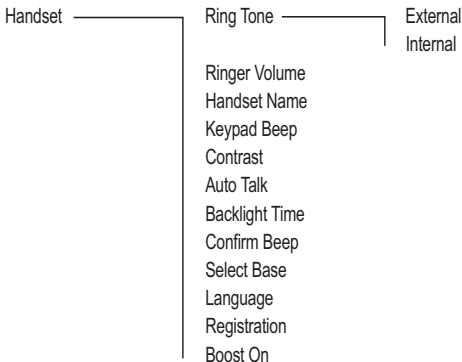 Handset Ring Tone External
Internal
Ringer Volume
Handset Name
Keypad Beep
Contrast
Auto Talk
Backlight Time
Confirm Beep
Select Base
Language
Registration
Boost On